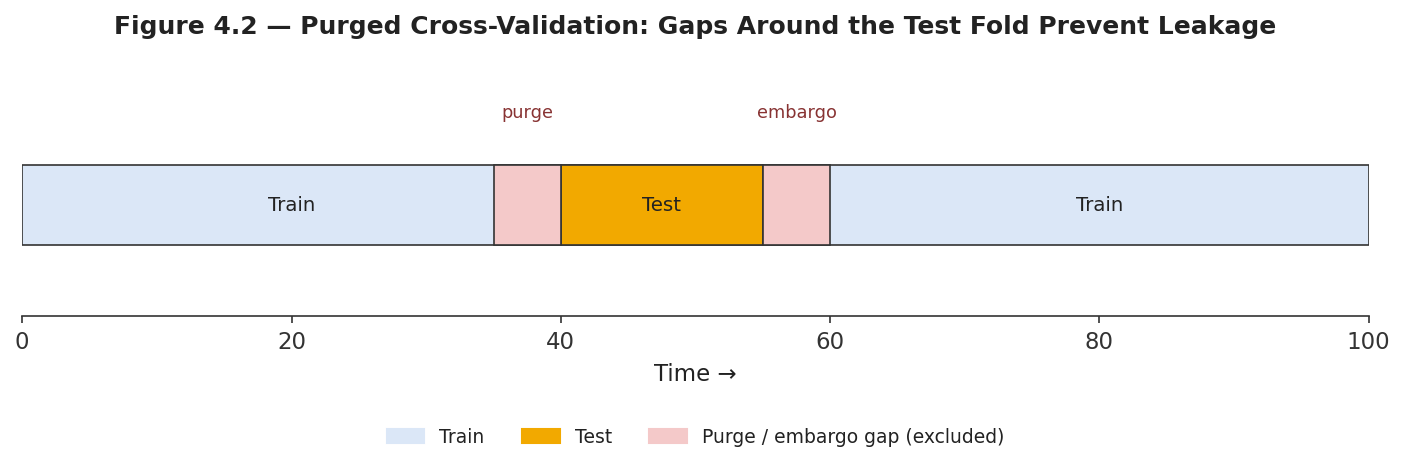 Figure 4.2 — Purged Cross-Validation: Gaps Around the Test Fold Prevent Leakage
purge embargo
Train Test Train
0 20 40 60 80 100
Time →
Train Test Purge / embargo gap (excluded)